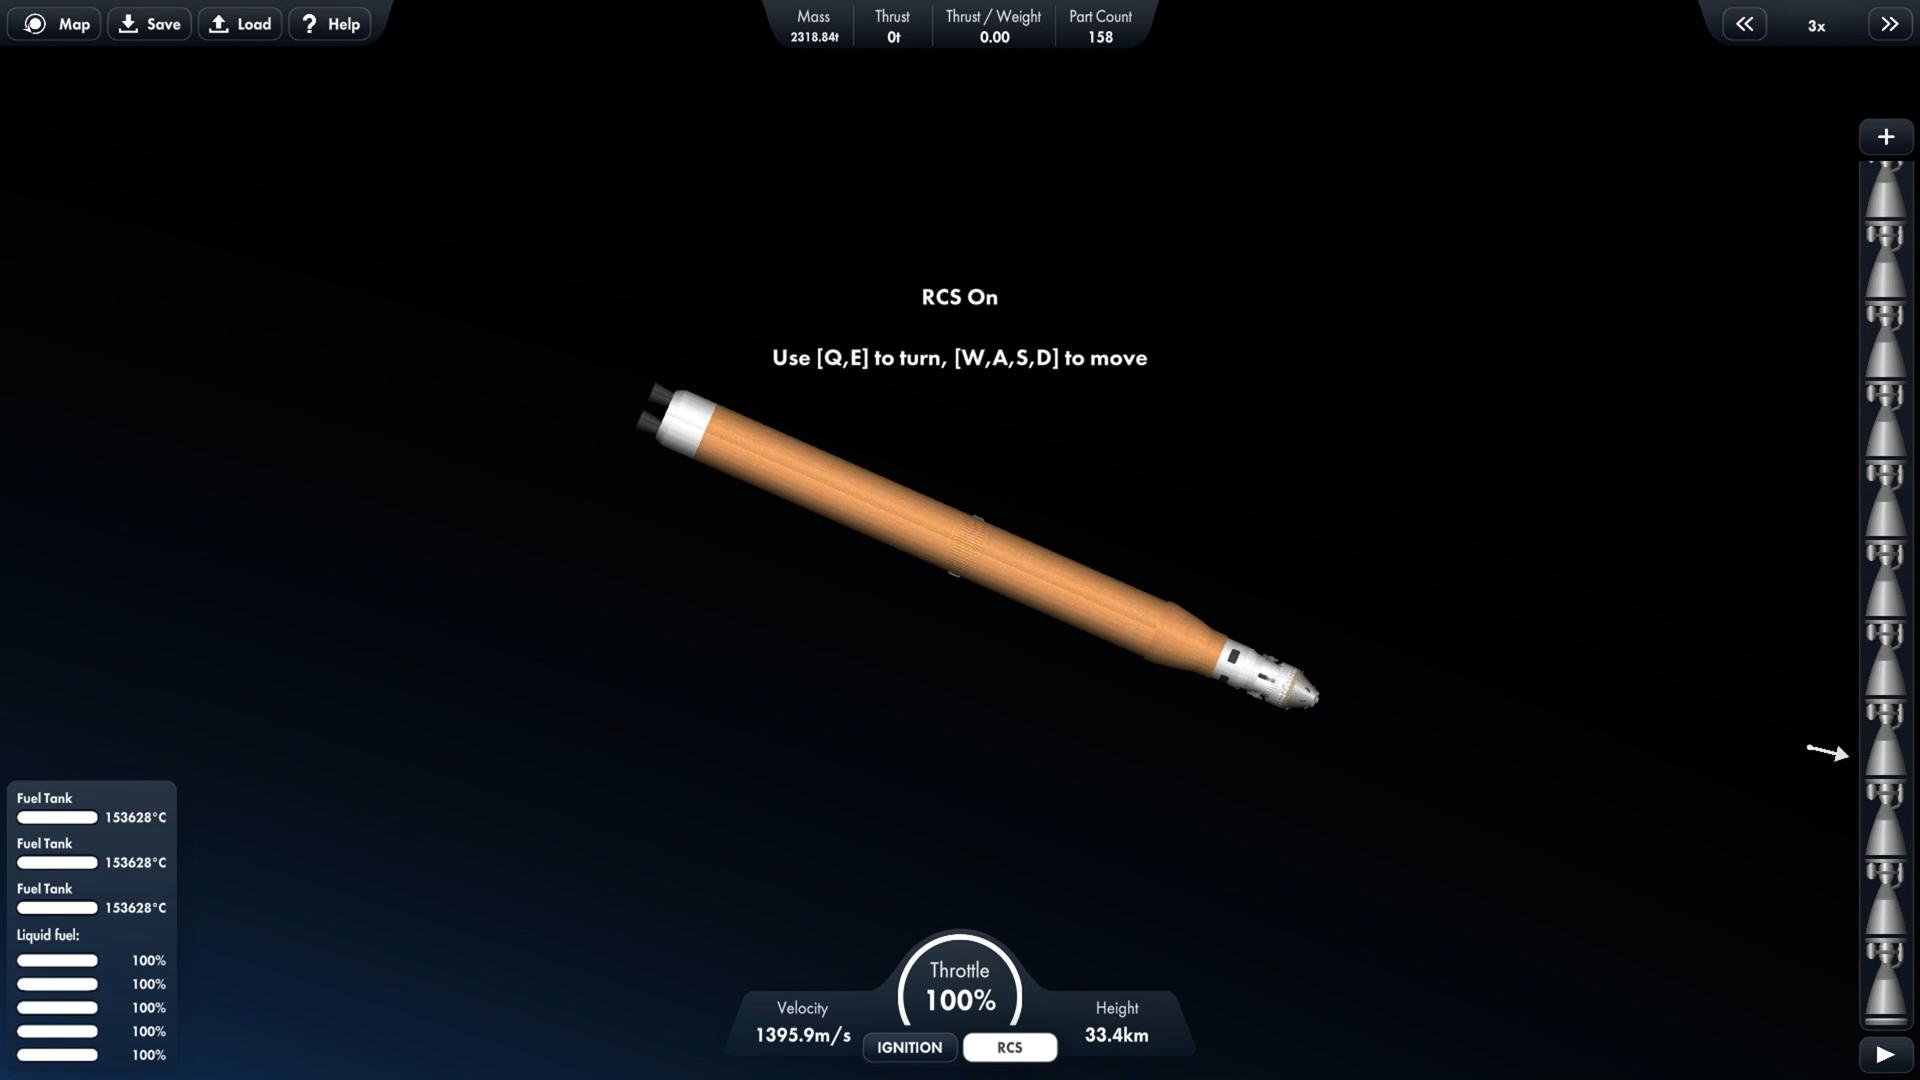 Map
Save
Load
? Help
Mass
2318.84t
Thrust
0t
Thrust / Weight
0.00
Part Count
158
3x
RCS On
Use [Q,E] to turn, [W,A,S,D] to move
Fuel Tank
153628°C
Fuel Tank
153628°C
Fuel Tank
153628°C
Liquid fuel:
100%
100%
100%
100%
100%
Throttle
100%
Velocity
1395.9m/s
Height
33.4km
IGNITION
RCS